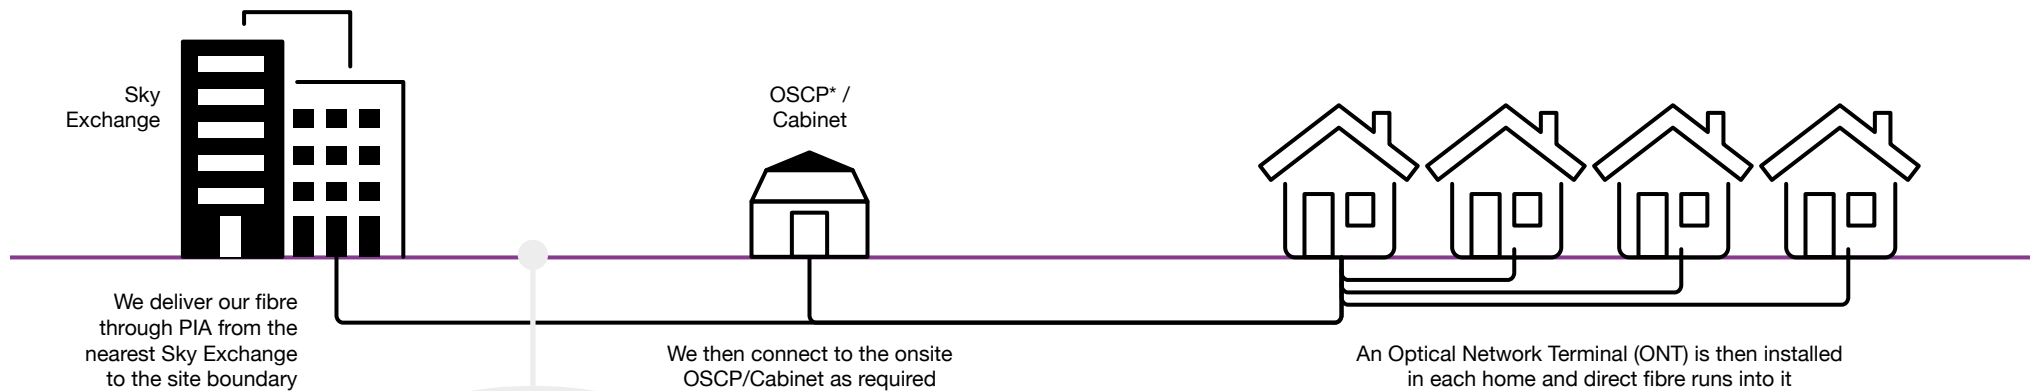 Sky
Exchange
OSCP* /
Cabinet
We deliver our fibre
through PIA from the
nearest Sky Exchange
to the site boundary
We then connect to the onsite
OSCP/Cabinet as required
An Optical Network Terminal (ONT) is then installed
in each home and direct fibre runs into it